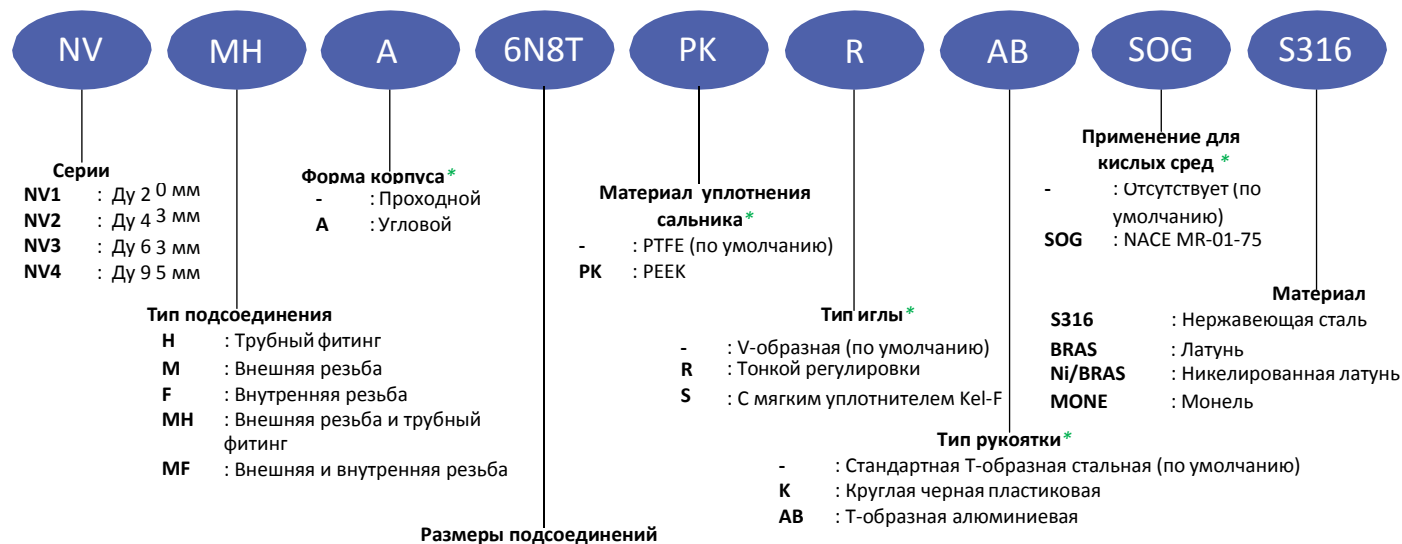 NV MH A 6N8T PK R AB SOG S316
Серии
NV1 : Ду 2 0 мм
NV2 : Ду 4 3 мм
NV3 : Ду 6 3 мм
NV4 : Ду 9 5 мм
Форма корпуса*
- : Проходной
A : Угловой
Материал уплотнения
сальника*
- : PTFE (по умолчанию)
PK : PEEK
Применение для
кислых сред *
- : Отсутствует (по
умолчанию)
SOG : NACE MR-01-75
Тип подсоединения
H : Трубный фитинг
M : Внешняя резьба
F : Внутренняя резьба
MH : Внешняя резьба и трубный
фитинг
MF : Внешняя и внутренняя резьба
Тип иглы*
- : V-образная (по умолчанию)
R : Тонкой регулировки
S : С мягким уплотнителем Kel-F
Материал
S316 : Нержавеющая сталь
BRAS : Латунь
Ni/BRAS : Никелированная латунь
MONE : Монель
Тип рукоятки*
- : Стандартная Т-образная стальная (по умолчанию)
K : Круглая черная пластиковая
AB : Т-образная алюминиевая
Размеры подсоединений